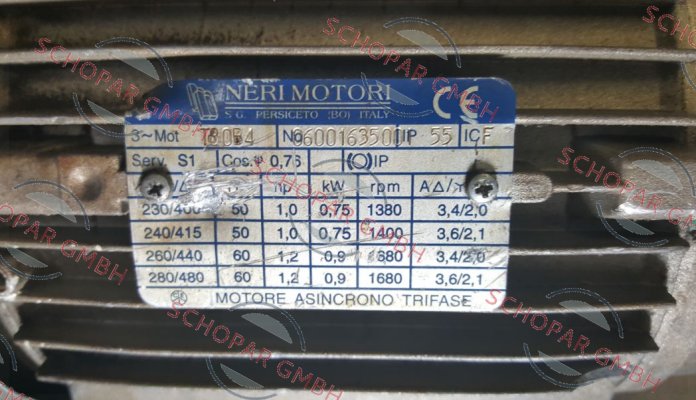 NERI MOTORI
S.G. PERSICETO (BO) ITALY
CE
3~Mot 80B4 No 0600163500 IP 55 ICF
Serv. S1 Cos.φ 0,76 IP
kW rpm A△/Y
230/400 50 1,0 0,75 1380 3,4/2,0
240/415 50 1,0 0,75 1400 3,6/2,1
260/440 60 1,2 0,9 1680 3,4/2,0
280/480 60 1,2 0,9 1680 3,6/2,1
MOTORE ASINCRONO TRIFASE
SCHOPAR GMBH
SCHOPAR GMBH
SCHOPAR GMBH
SCHOPAR GMBH
SCHOPAR GMBH